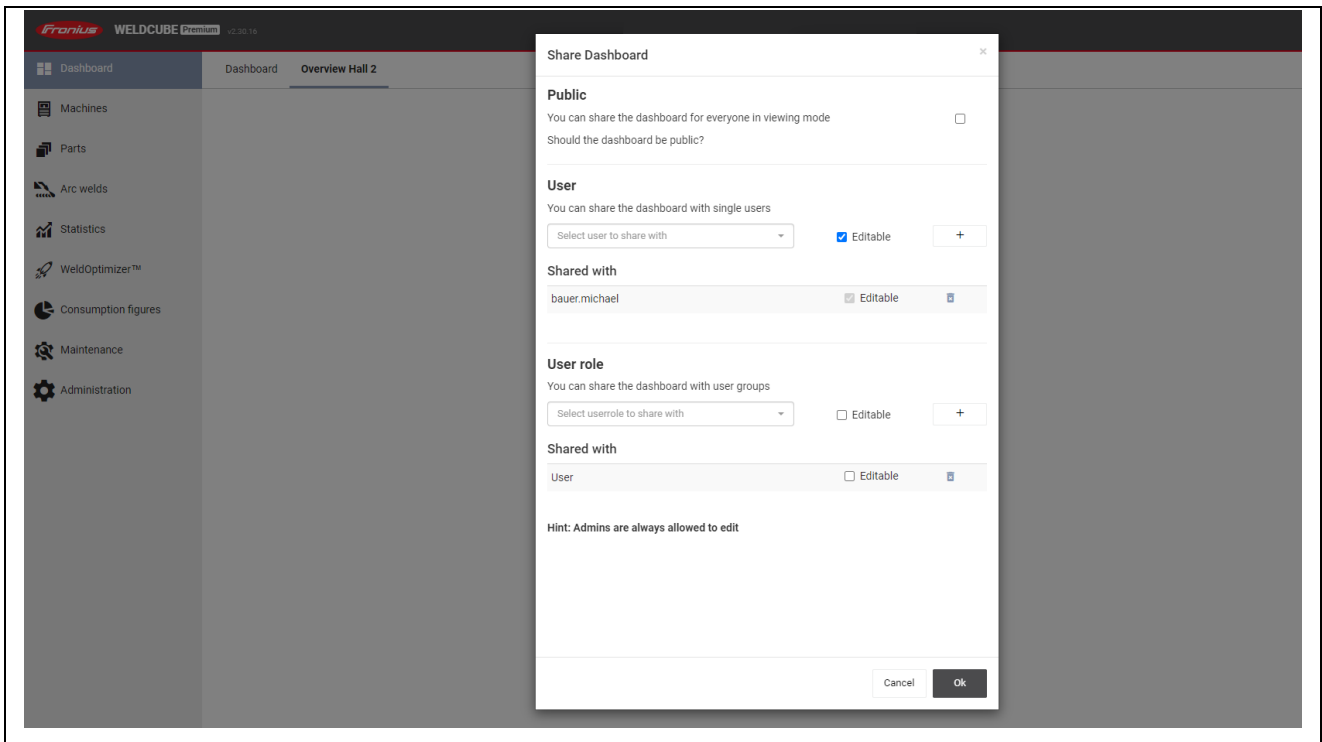 Fronius WELDCUBE Premium v2.30.16
Dashboard
Machines
Parts
Arc welds
Statistics
WeldOptimizer™
Consumption figures
Maintenance
Administration
Dashboard Overview Hall 2
Share Dashboard ×
Public
You can share the dashboard for everyone in viewing mode
Should the dashboard be public?
User
You can share the dashboard with single users
Select user to share with Editable +
Shared with
bauer.michael Editable
User role
You can share the dashboard with user groups
Select userrole to share with Editable +
Shared with
User Editable
Hint: Admins are always allowed to edit
Cancel Ok